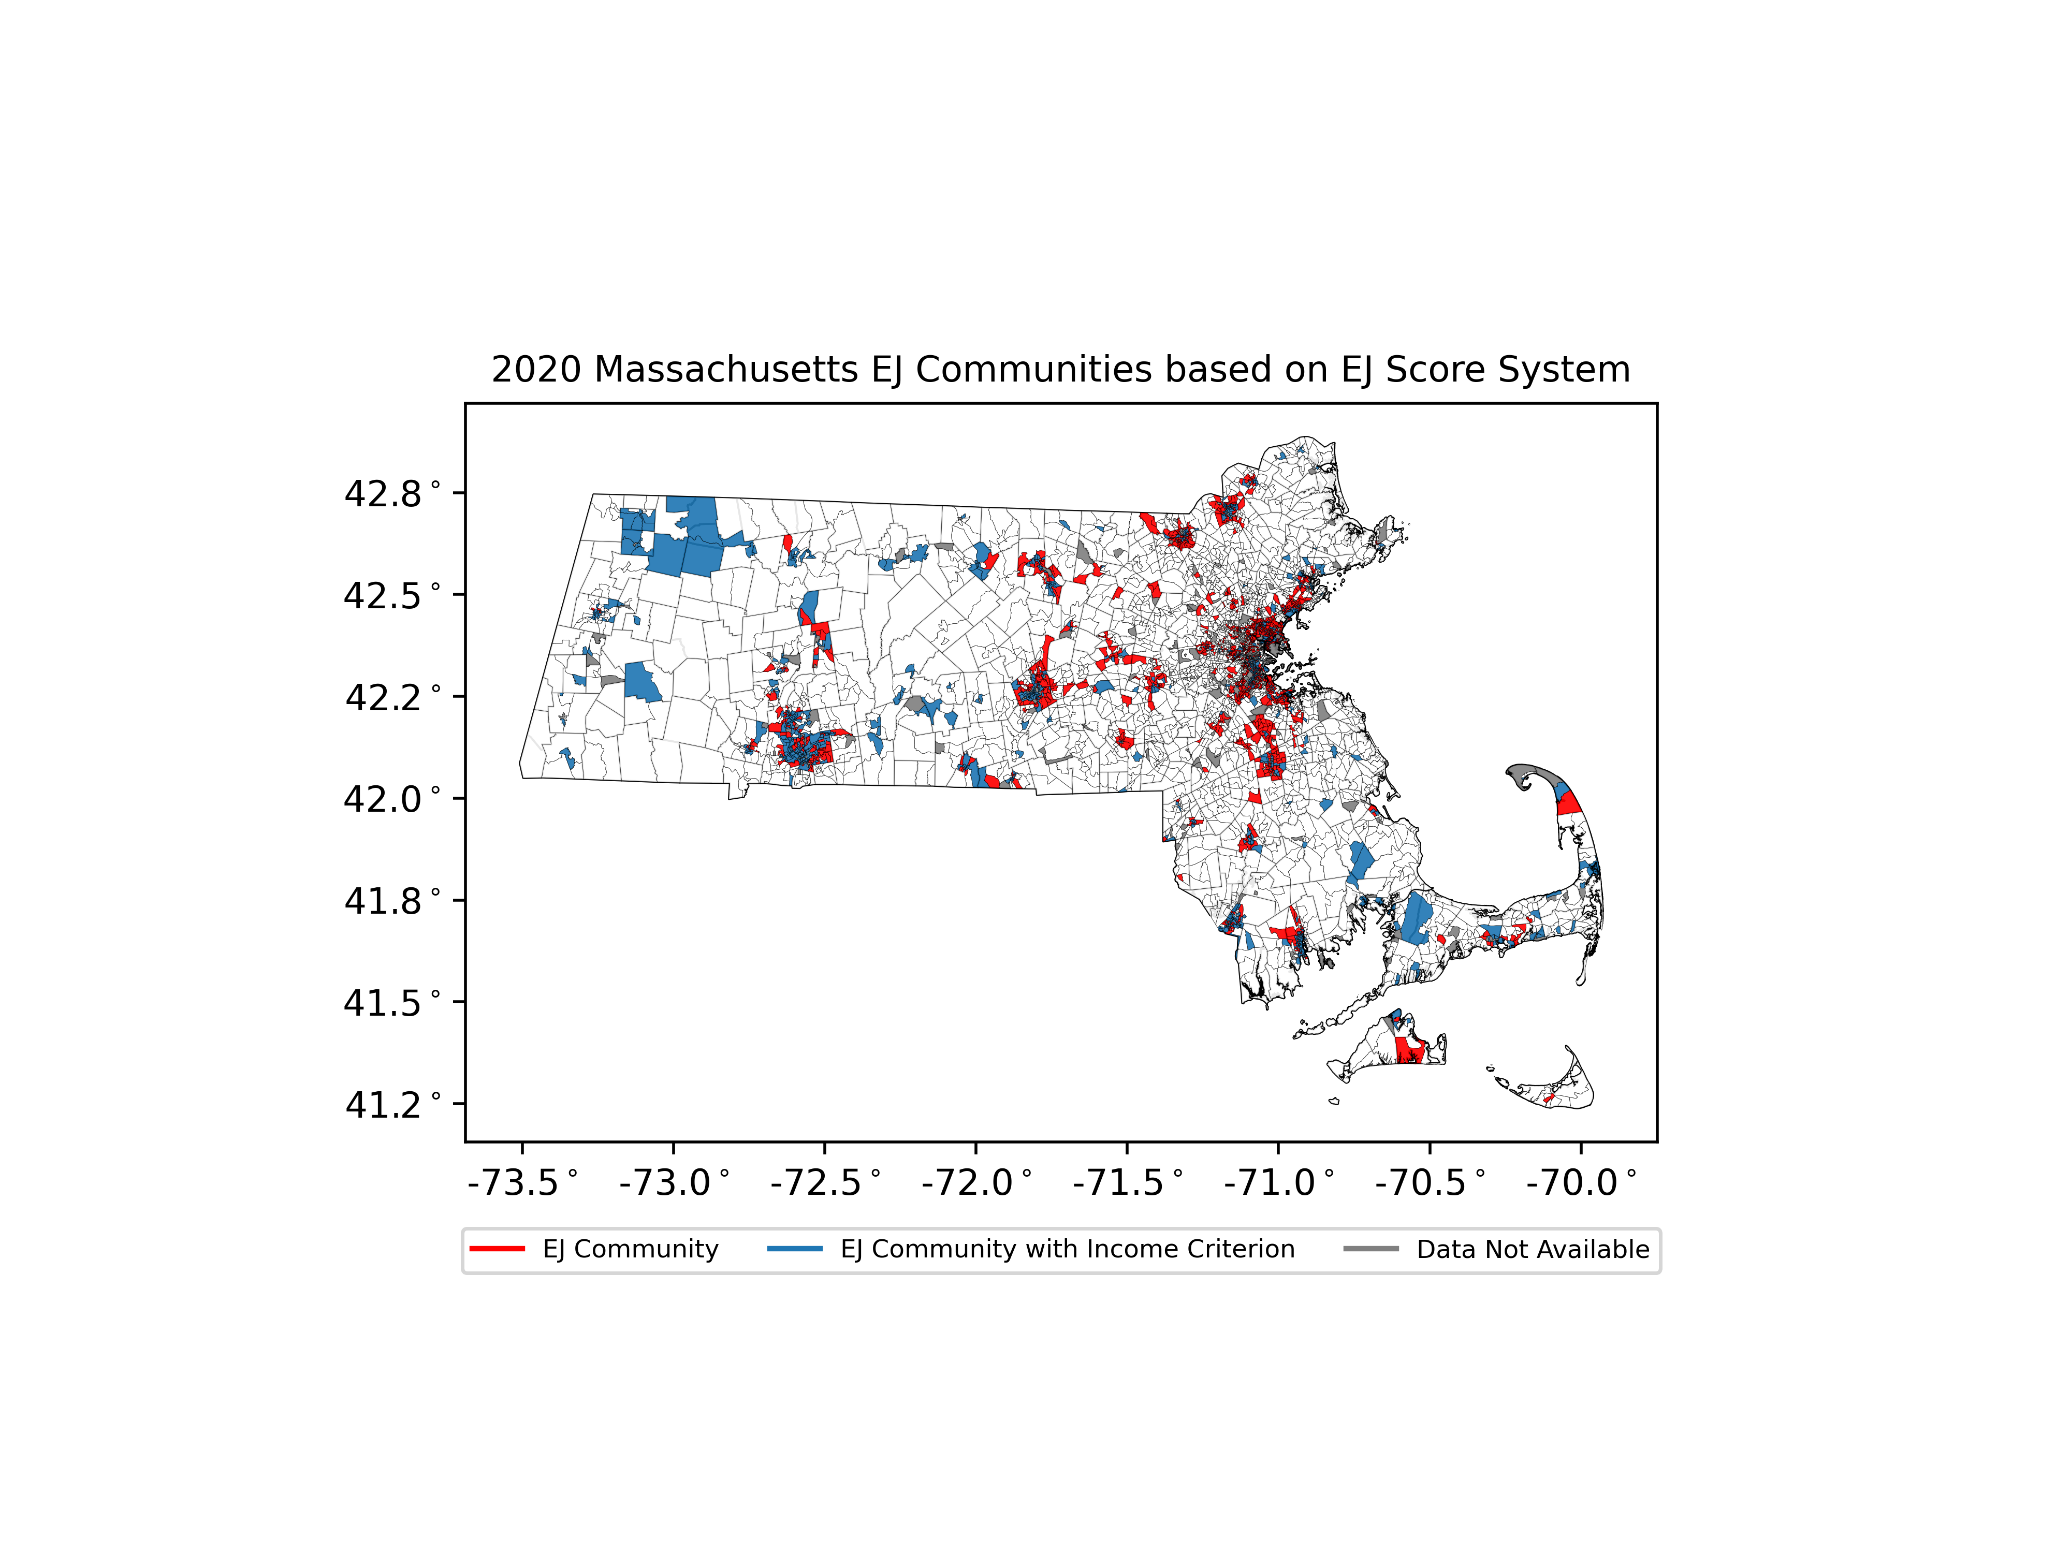 2020 Massachusetts EJ Communities based on EJ Score System
42.8°
42.5°
42.2°
42.0°
41.8°
41.5°
41.2°
-73.5° -73.0° -72.5° -72.0° -71.5° -71.0° -70.5° -70.0°
EJ Community EJ Community with Income Criterion Data Not Available